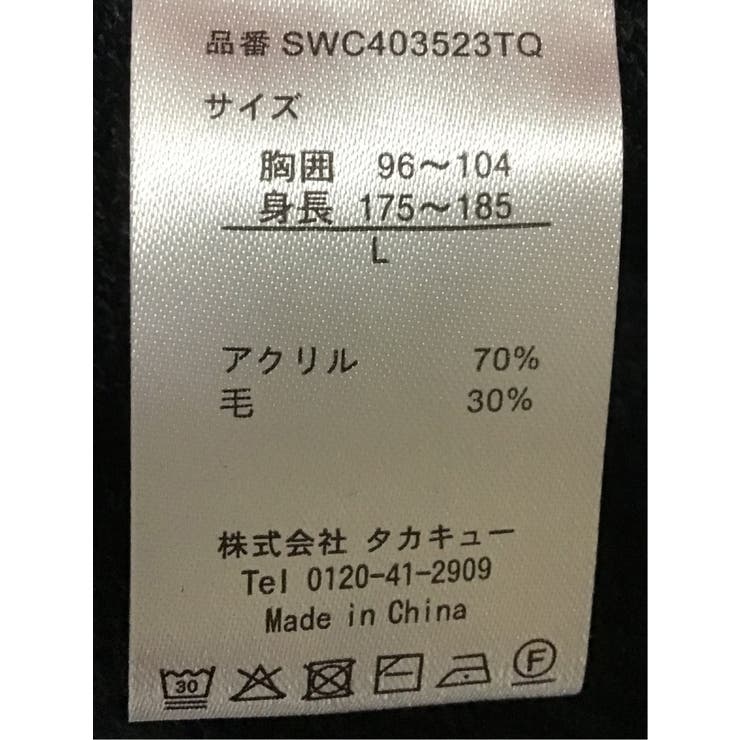 品番 SWC403523TQ
サイズ
胸囲 96～104
身長 175～185
L
アクリル 70%
毛 30%
株式会社 タカキュー
Tel 0120-41-2909
Made in China
30 F